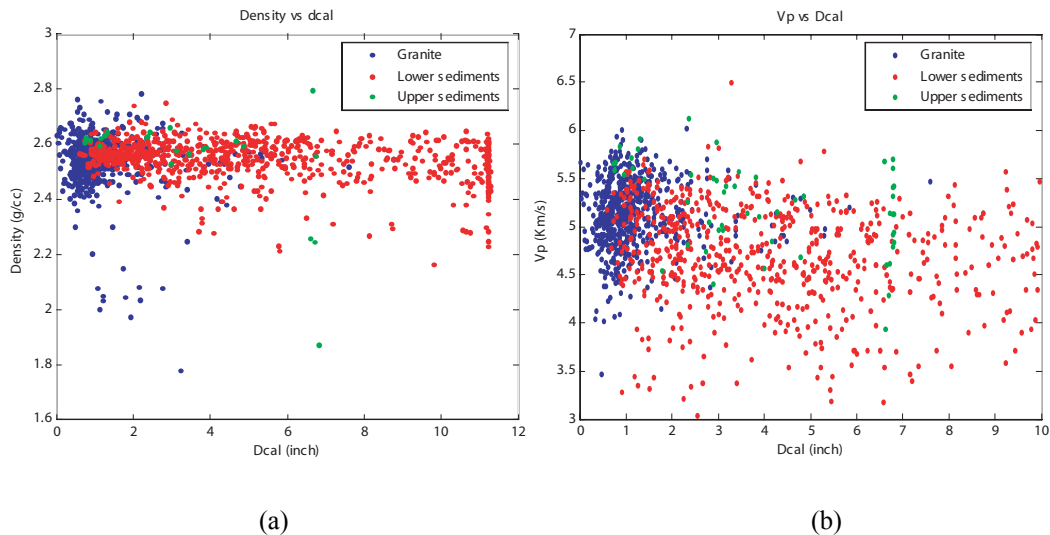 Density vs dcal
Density (g/cc)
3
2.8
2.6
2.4
2.2
2
1.8
1.6
Granite
Lower sediments
Upper sediments
0 2 4 6 8 10 12
Dcal (inch)
(a)
Vp vs Dcal
Vp (Km/s)
7
6.5
6
5.5
5
4.5
4
3.5
3
Granite
Lower sediments
Upper sediments
0 1 2 3 4 5 6 7 8 9 10
Dcal (inch)
(b)